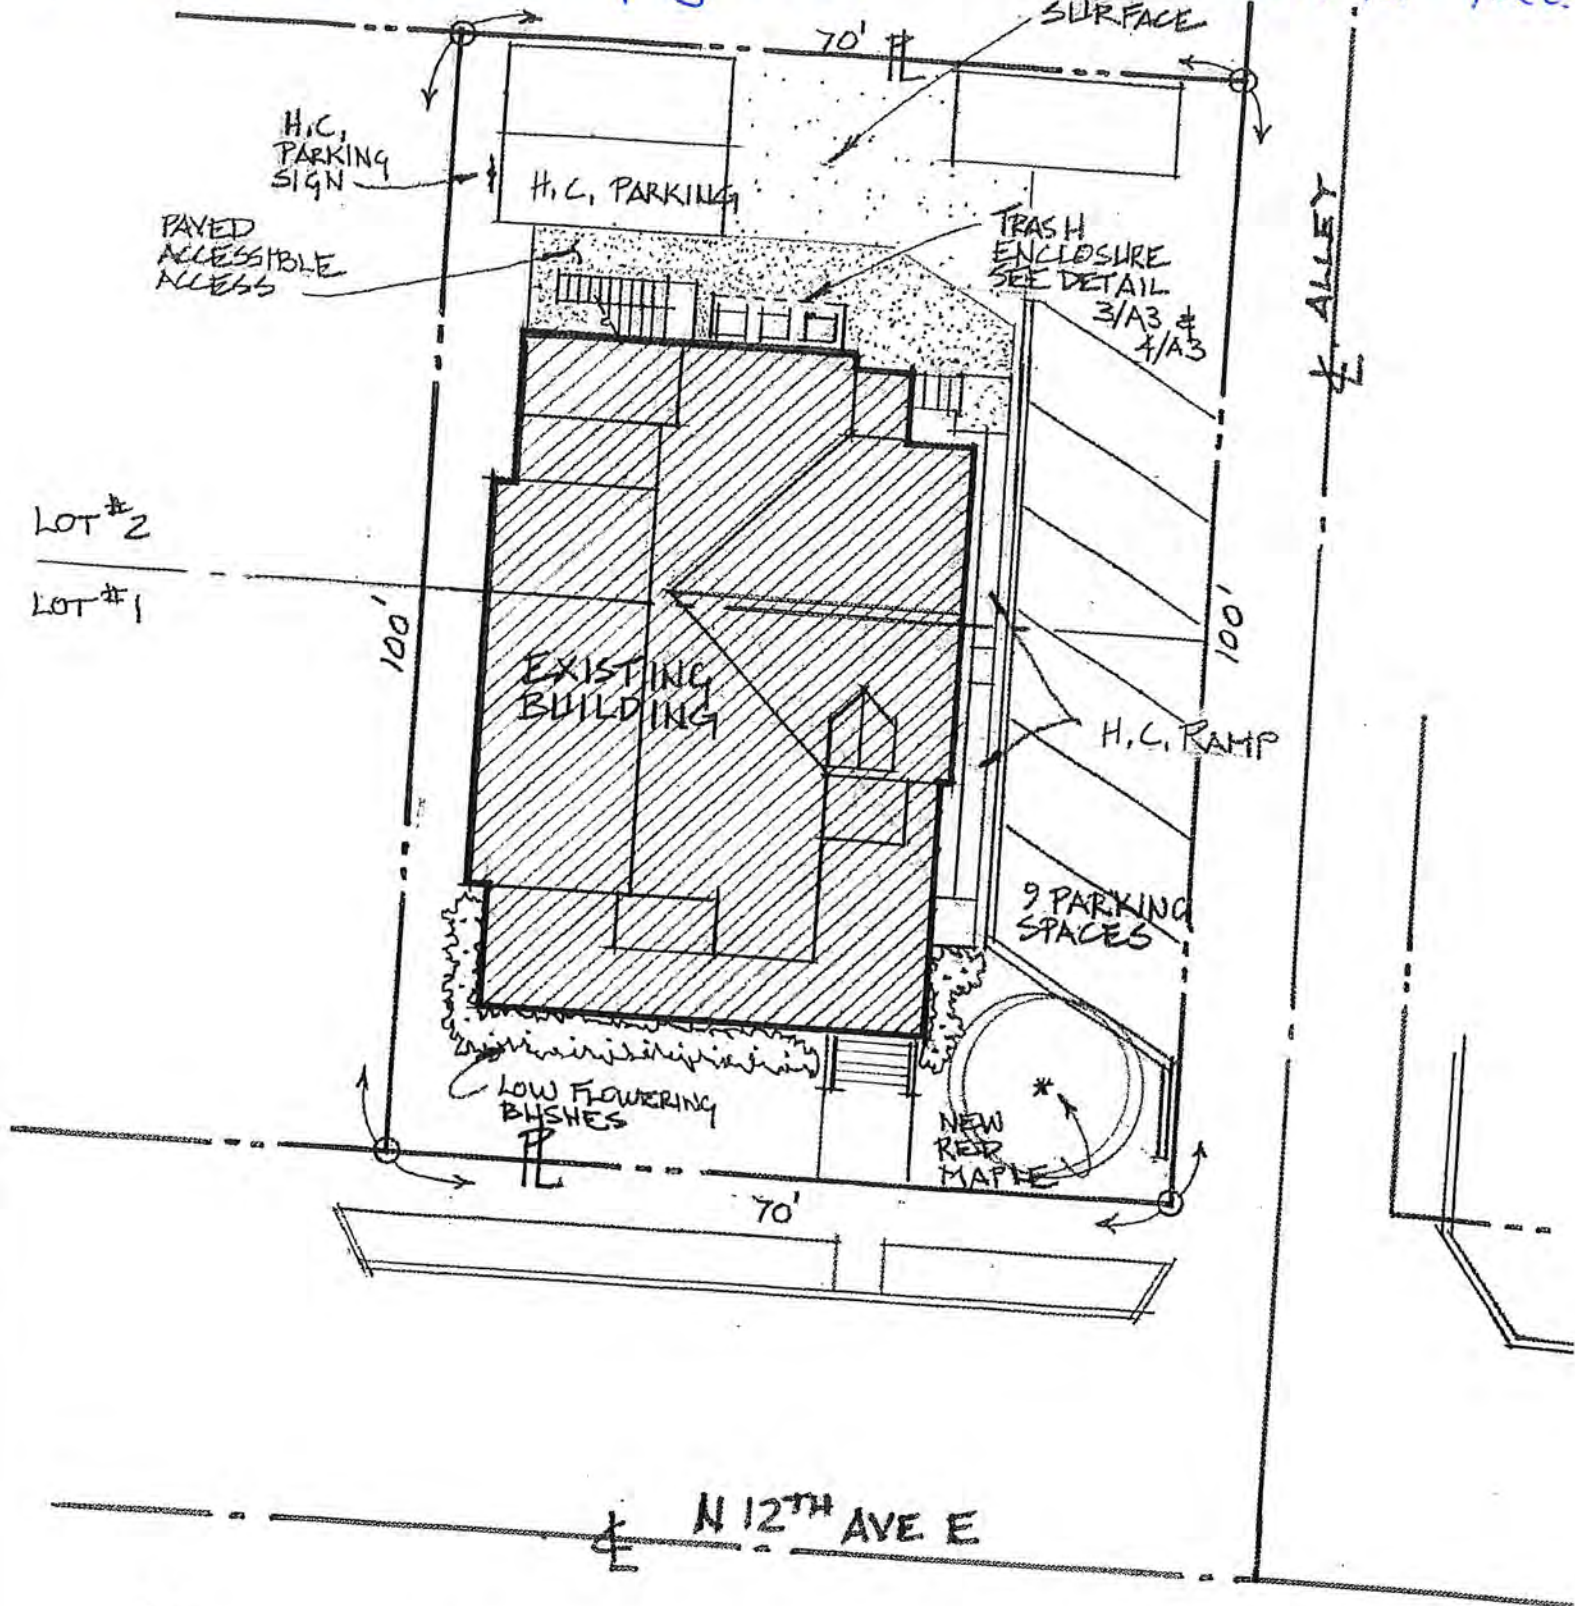 SURFACE
70'
PL
H.C.
PARKING
SIGN
H.C. PARKING
PAVED
ACCESSIBLE
ACCESS
TRASH
ENCLOSURE
SEE DETAIL
3/A3 &
4/A3
ALLEY
CL
LOT #2
LOT #1
100'
100'
EXISTING
BUILDING
H.C. RAMP
9 PARKING
SPACES
LOW FLOWERING
BUSHES
PL
NEW
RED
MAPLE
70'
N 12TH AVE E
CL